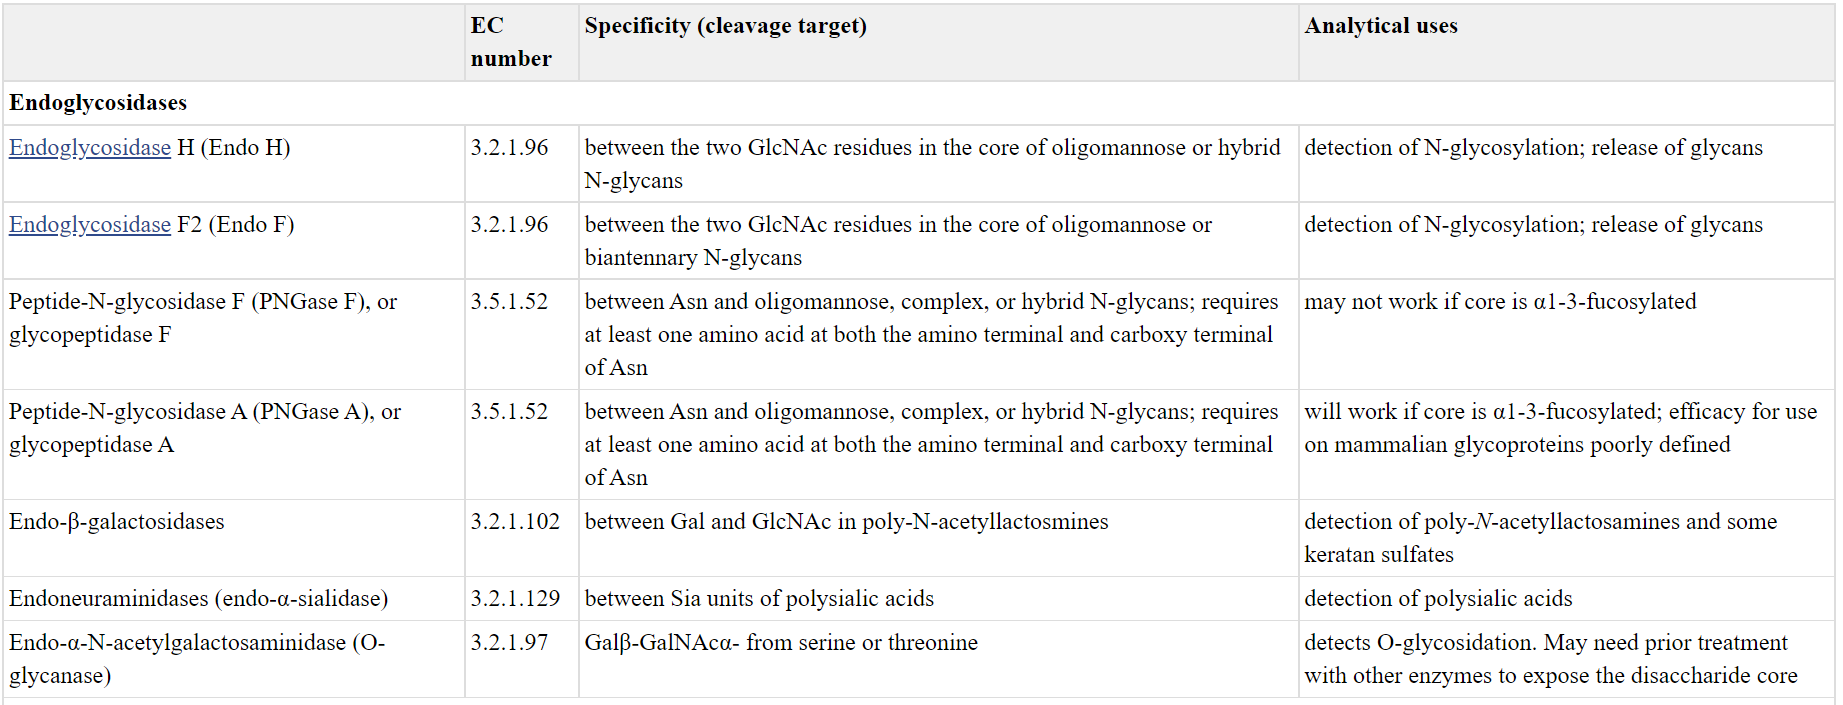 EC number
Specificity (cleavage target)
Analytical uses
Endoglycosidases
Endoglycosidase H (Endo H)
3.2.1.96
between the two GlcNAc residues in the core of oligomannose or hybrid
N-glycans
detection of N-glycosylation; release of glycans
Endoglycosidase F2 (Endo F)
3.2.1.96
between the two GlcNAc residues in the core of oligomannose or
biantennary N-glycans
detection of N-glycosylation; release of glycans
Peptide-N-glycosidase F (PNGase F), or
glycopeptidase F
3.5.1.52
between Asn and oligomannose, complex, or hybrid N-glycans; requires
at least one amino acid at both the amino terminal and carboxy terminal
of Asn
may not work if core is α1-3-fucosylated
Peptide-N-glycosidase A (PNGase A), or
glycopeptidase A
3.5.1.52
between Asn and oligomannose, complex, or hybrid N-glycans; requires
at least one amino acid at both the amino terminal and carboxy terminal
of Asn
will work if core is α1-3-fucosylated; efficacy for use
on mammalian glycoproteins poorly defined
Endo-β-galactosidases
3.2.1.102
between Gal and GlcNAc in poly-N-acetyllactosmines
detection of poly-N-acetyllactosamines and some
keratan sulfates
Endoneuraminidases (endo-α-sialidase)
3.2.1.129
between Sia units of polysialic acids
detection of polysialic acids
Endo-α-N-acetylgalactosaminidase (O-
glycanase)
3.2.1.97
Galβ-GalNAcα- from serine or threonine
detects O-glycosidation. May need prior treatment
with other enzymes to expose the disaccharide core